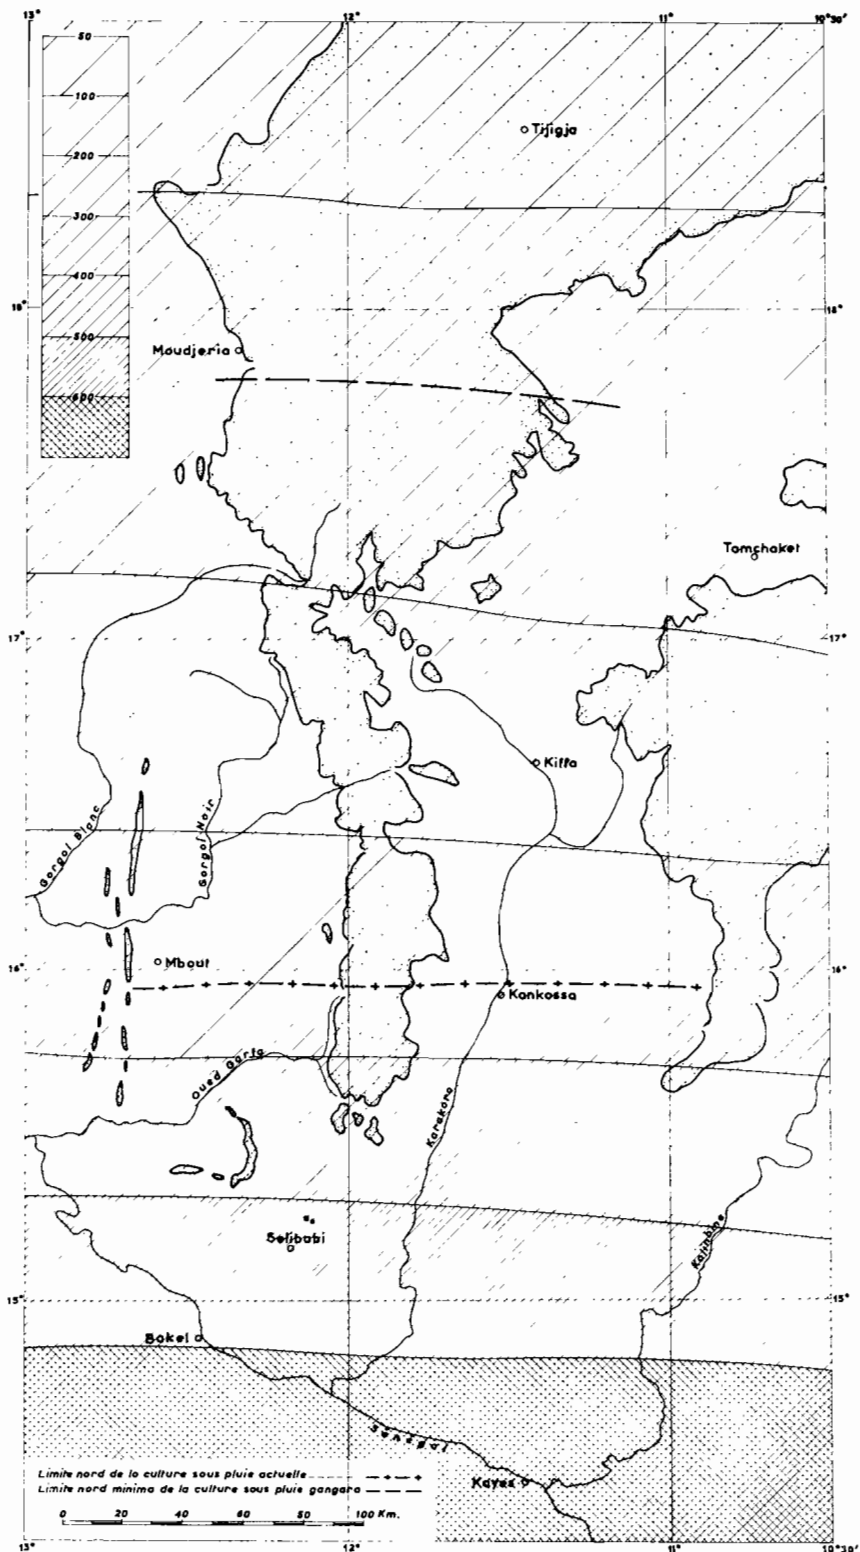 13°
12°
11°
10°30'
50
100
200
300
400
500
600
Tijigja
18°
18°
Moudjeria
Tamchaket
17°
17°
Kiffa
Gorgol Blanc
Gorgol Noir
16°
Mbout
16°
Kankossa
Oued Garfa
Karakoro
Selibabi
Kolinbine
15°
15°
Bakel
Sénégal
Limite nord de la culture sous pluie actuelle
Limite nord minima de la culture sous pluie gangara
Kayes
0 20 40 60 80 100 Km.
13°
12°
11°
10°30'